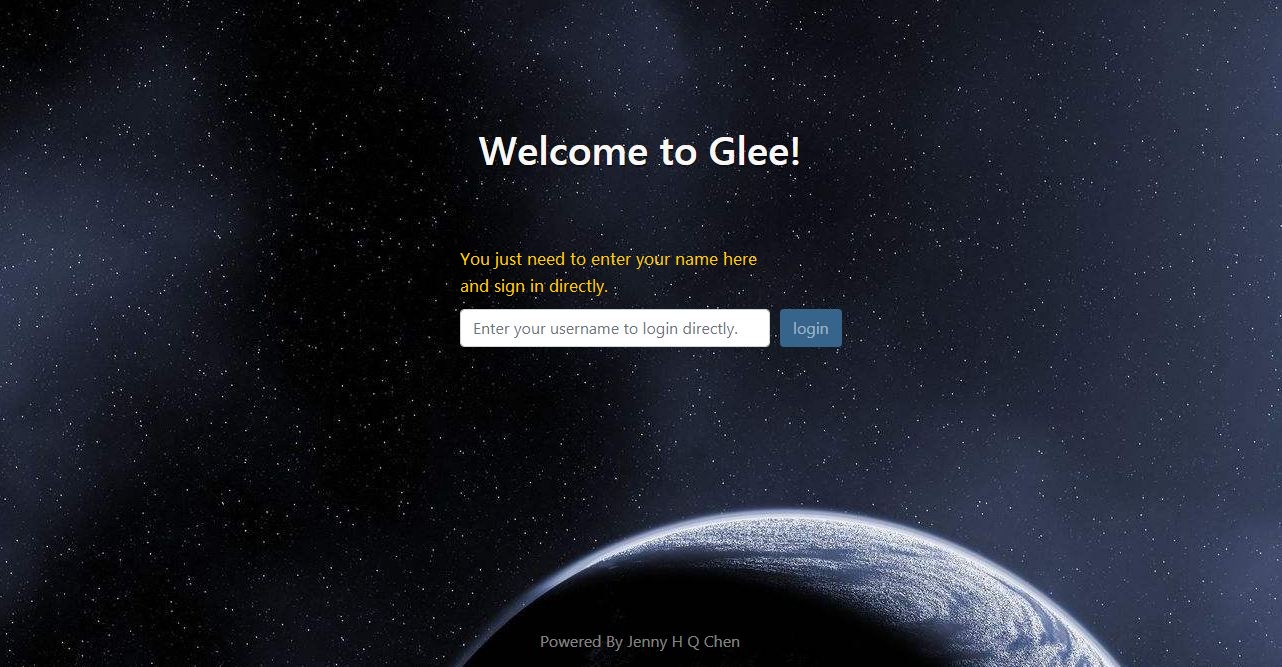 Welcome to Glee!
You just need to enter your name here
and sign in directly.
Enter your username to login directly.
login
Powered By Jenny H Q Chen